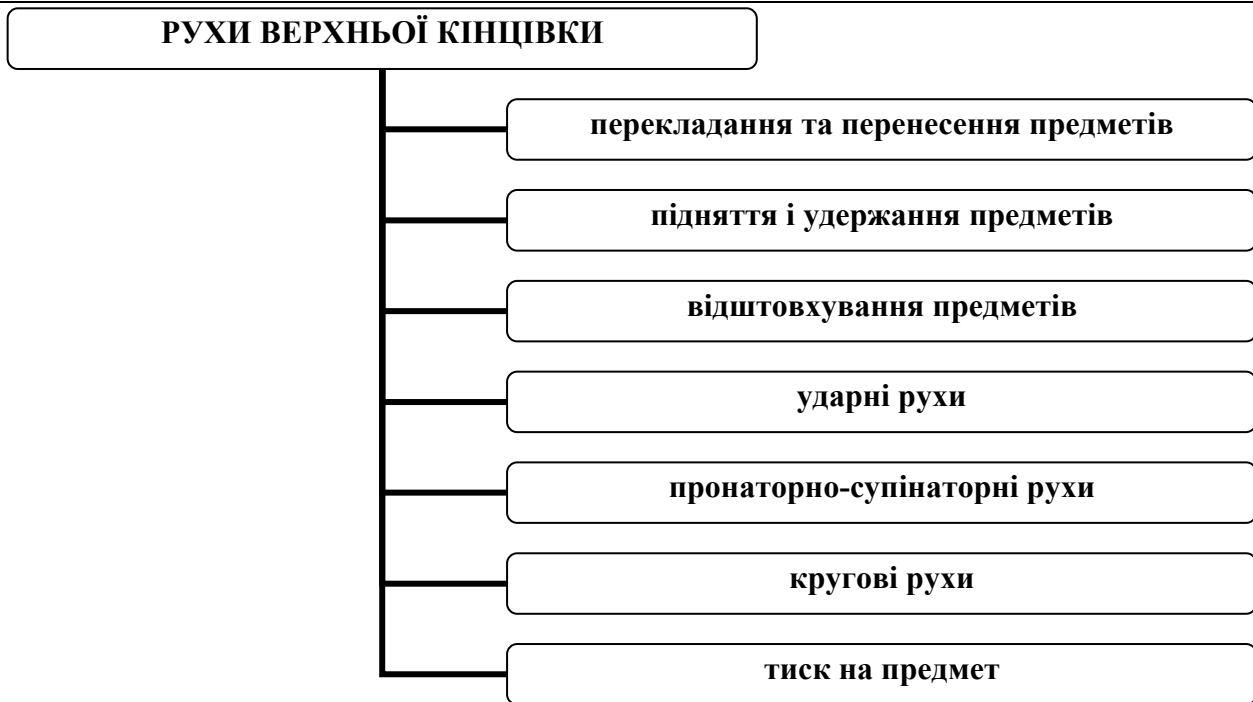 РУХИ ВЕРХНЬОЇ КІНЦІВКИ
перекладання та перенесення предметів
підняття і удержання предметів
відштовхування предметів
ударні рухи
пронаторно-супінаторні рухи
кругові рухи
тиск на предмет